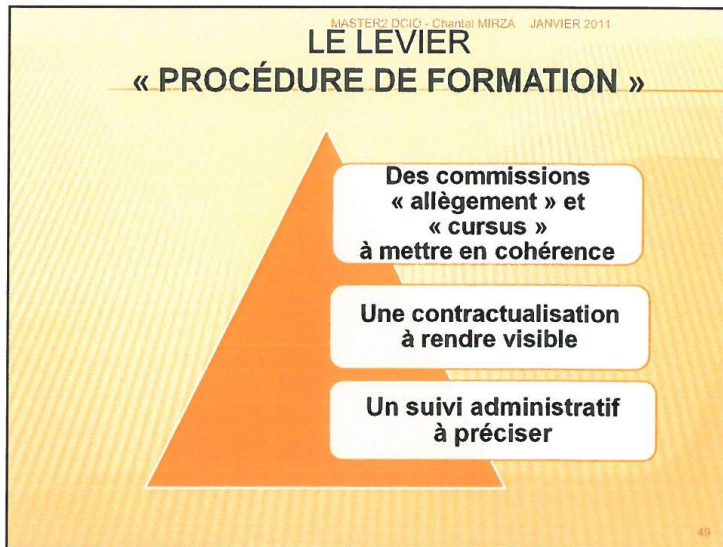 MASTER2 DCIO - Chantal MIRZA JANVIER 2011
LE LEVIER
« PROCÉDURE DE FORMATION »
Des commissions
« allègement » et
« cursus »
à mettre en cohérence
Une contractualisation
à rendre visible
Un suivi administratif
à préciser
49